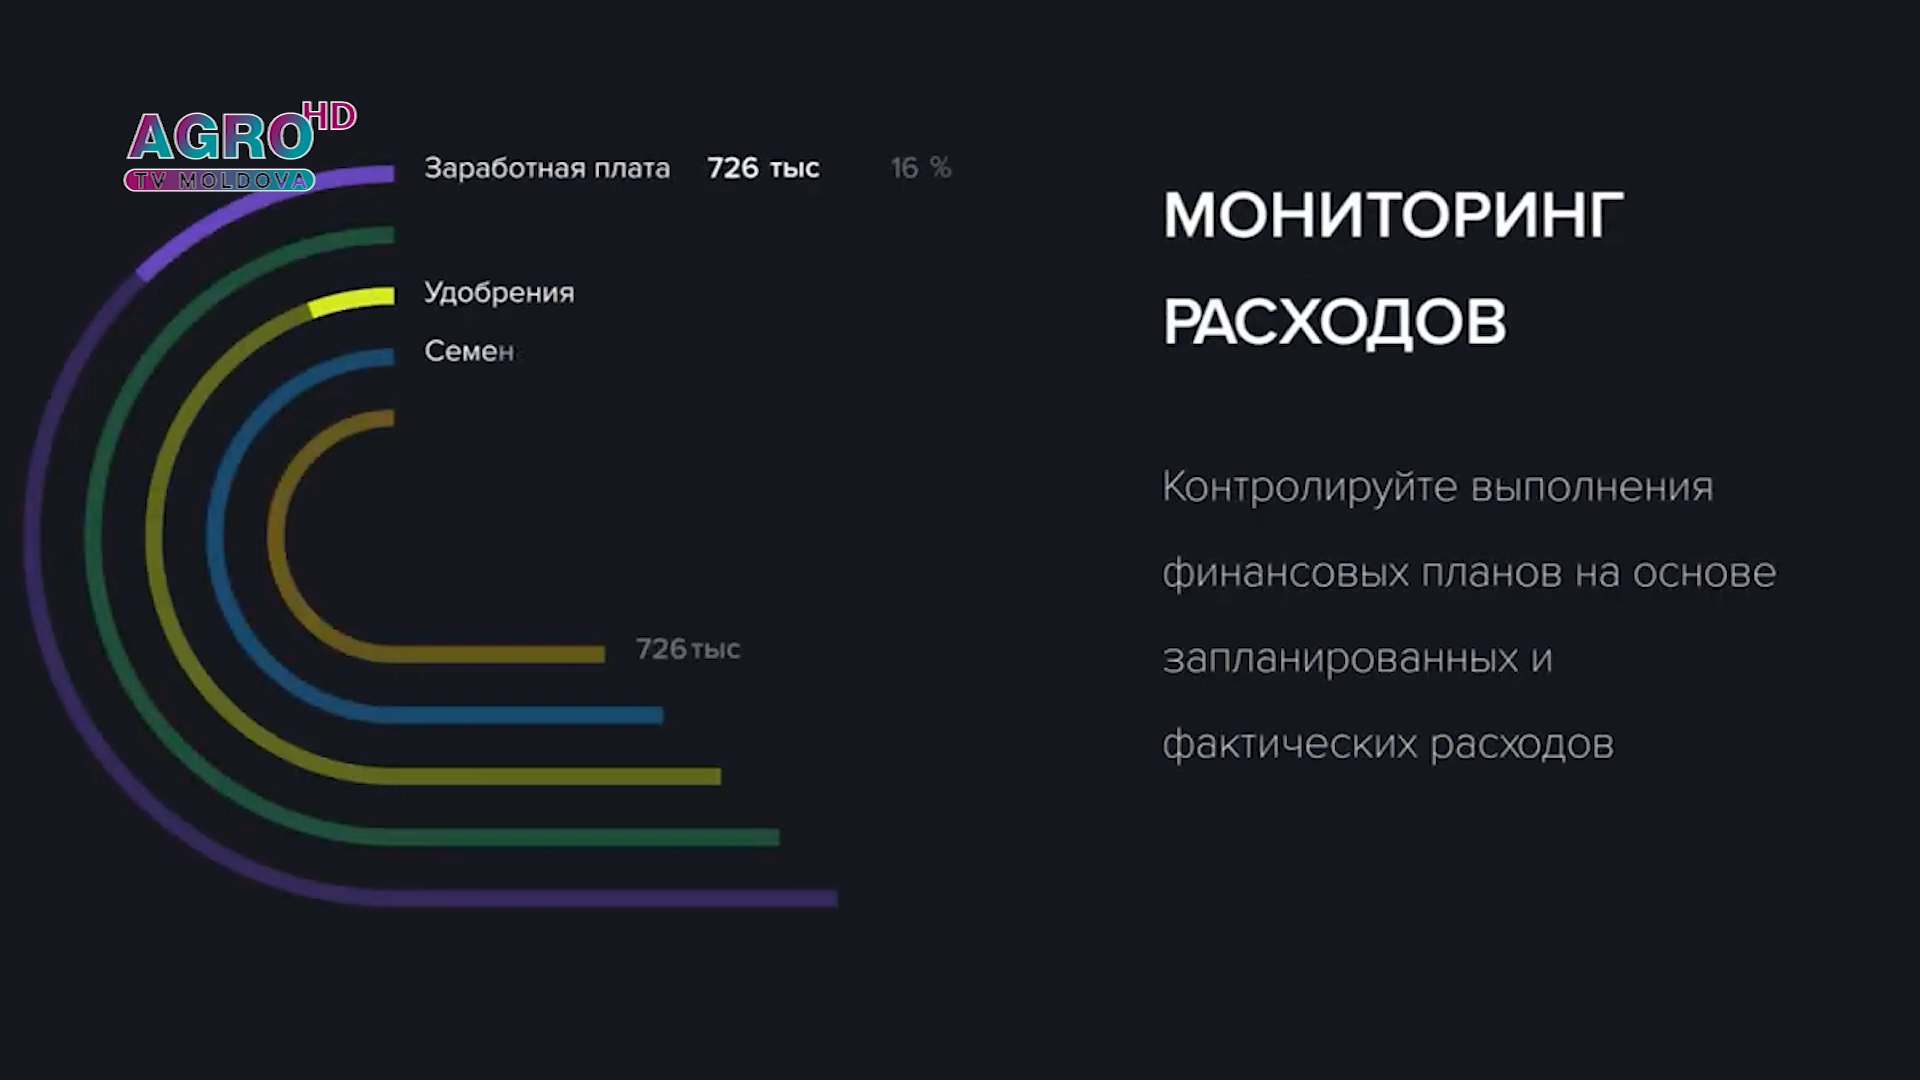 AGRO HD
TV MOLDOVA
Заработная плата 726 тыс 16 %
Удобрения
Семен
726 тыс
МОНИТОРИНГ
РАСХОДОВ
Контролируйте выполнения
финансовых планов на основе
запланированных и
фактических расходов